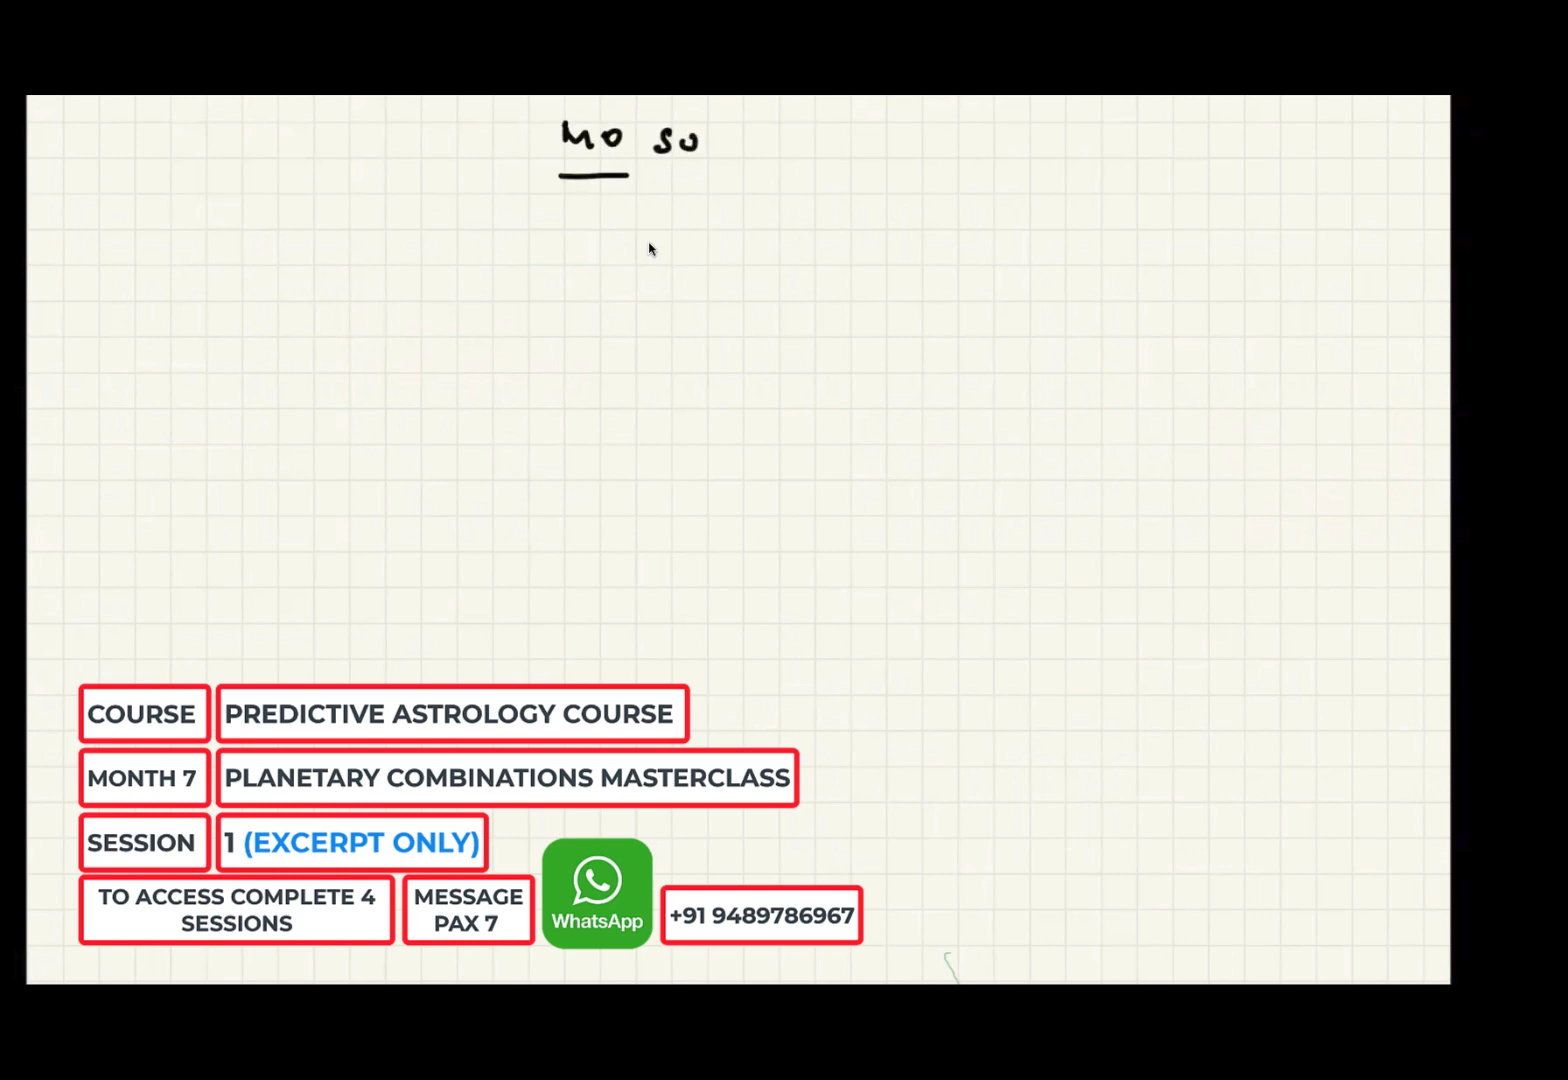 Mo su
COURSE PREDICTIVE ASTROLOGY COURSE
MONTH 7 PLANETARY COMBINATIONS MASTERCLASS
SESSION 1 (EXCERPT ONLY)
TO ACCESS COMPLETE 4
SESSIONS
MESSAGE
PAX 7
WhatsApp
+91 9489786967